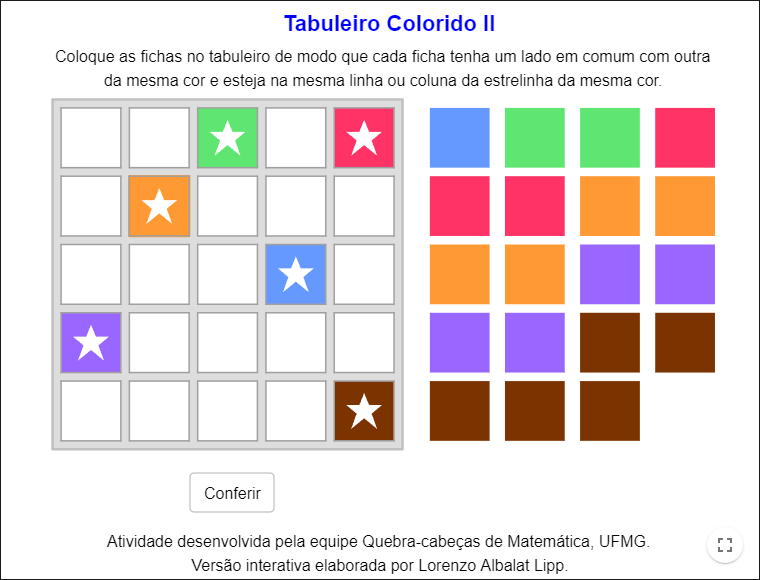 Tabuleiro Colorido II
Coloque as fichas no tabuleiro de modo que cada ficha tenha um lado em comum com outra
da mesma cor e esteja na mesma linha ou coluna da estrelinha da mesma cor.
Conferir
Atividade desenvolvida pela equipe Quebra-cabeças de Matemática, UFMG.
Versão interativa elaborada por Lorenzo Albalat Lipp.